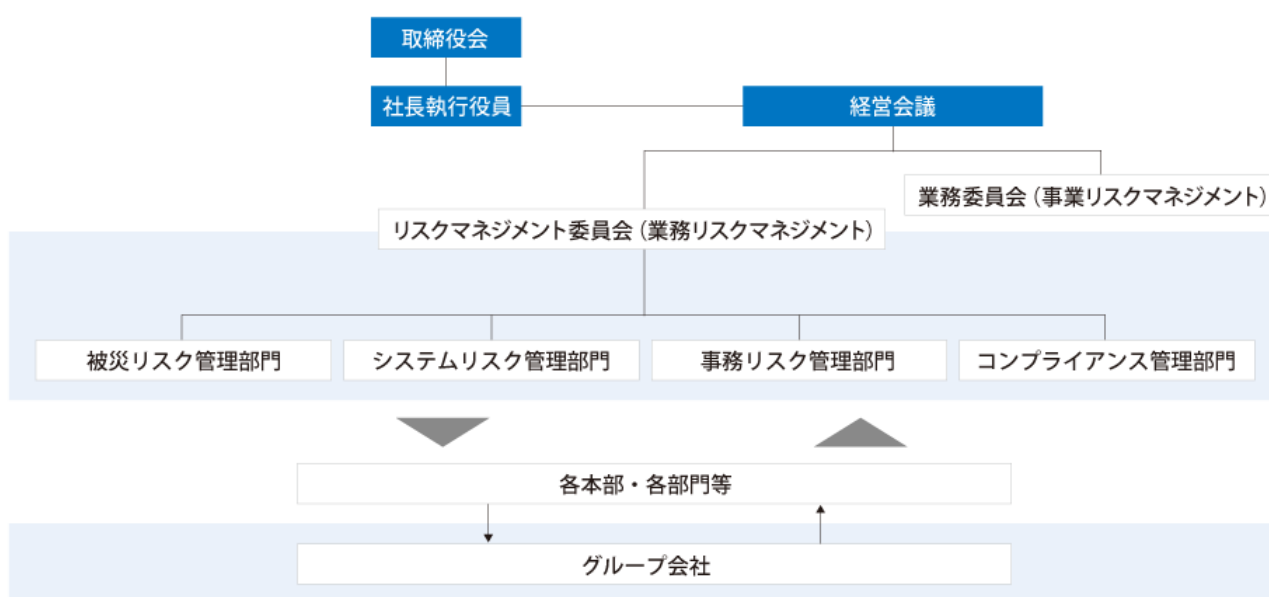 取締役会
社長執行役員
経営会議
業務委員会（事業リスクマネジメント）
リスクマネジメント委員会（業務リスクマネジメント）
被災リスク管理部門
システムリスク管理部門
事務リスク管理部門
コンプライアンス管理部門
各本部・各部門等
グループ会社